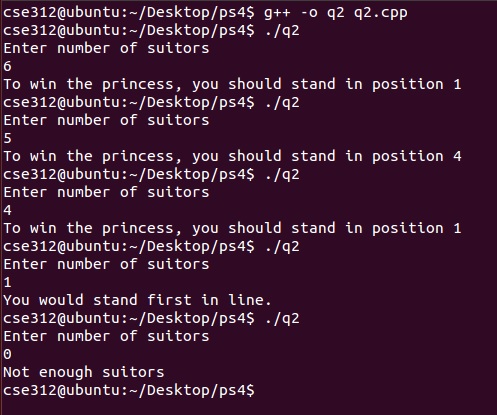 cse312@ubuntu:~/Desktop/ps4$ g++ -o q2 q2.cpp
cse312@ubuntu:~/Desktop/ps4$ ./q2
Enter number of suitors
6
To win the princess, you should stand in position 1
cse312@ubuntu:~/Desktop/ps4$ ./q2
Enter number of suitors
5
To win the princess, you should stand in position 4
cse312@ubuntu:~/Desktop/ps4$ ./q2
Enter number of suitors
4
To win the princess, you should stand in position 1
cse312@ubuntu:~/Desktop/ps4$ ./q2
Enter number of suitors
1
You would stand first in line.
cse312@ubuntu:~/Desktop/ps4$ ./q2
Enter number of suitors
0
Not enough suitors
cse312@ubuntu:~/Desktop/ps4$